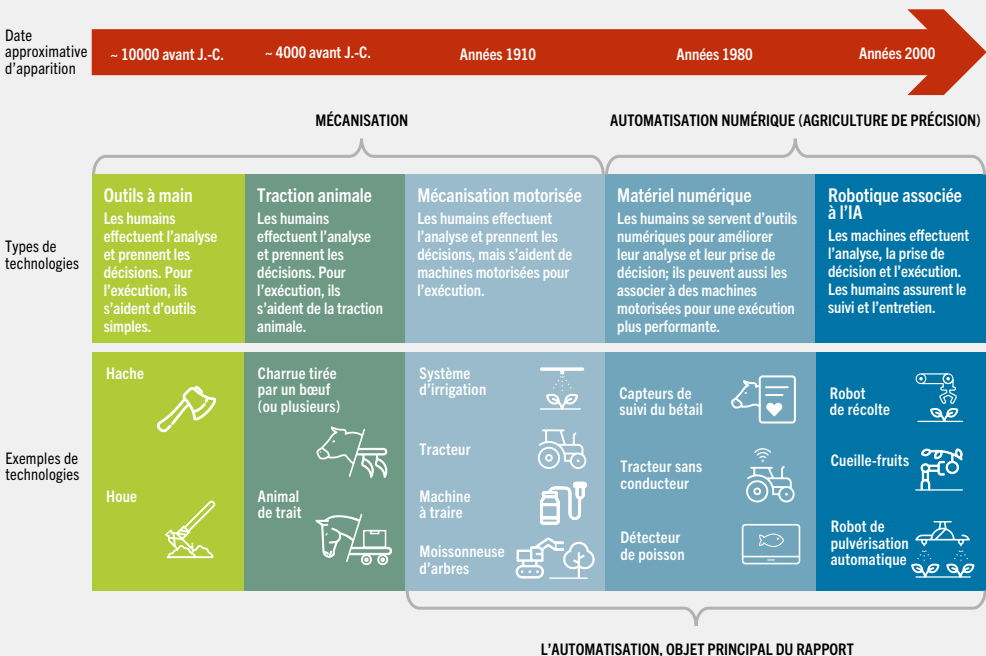 Date
approximative
d'apparition
~ 10000 avant J.-C.
~ 4000 avant J.-C.
Années 1910
Années 1980
Années 2000
MÉCANISATION
AUTOMATISATION NUMÉRIQUE (AGRICULTURE DE PRÉCISION)
Types de
technologies
Outils à main
Les humains
effectuent l'analyse
et prennent les
décisions. Pour
l'exécution, ils
s'aident d'outils
simples.
Traction animale
Les humains
effectuent l'analyse
et prennent les
décisions. Pour
l'exécution, ils
s'aident de la traction
animale.
Mécanisation motorisée
Les humains effectuent
l'analyse et prennent les
décisions, mais s'aident de
machines motorisées pour
l'exécution.
Matériel numérique
Les humains se servent d'outils
numériques pour améliorer
leur analyse et leur prise de
décision; ils peuvent aussi les
associer à des machines
motorisées pour une exécution
plus performante.
Robotique associée
à l'IA
Les machines effectuent
l'analyse, la prise de
décision et l'exécution.
Les humains assurent le
suivi et l'entretien.
Exemples de
technologies
Hache
Houe
Charrue tirée
par un bœuf
(ou plusieurs)
Animal
de trait
Système
d'irrigation
Tracteur
Machine
à traire
Moissonneuse
d'arbres
Capteurs de
suivi du bétail
Tracteur sans
conducteur
Détecteur
de poisson
Robot
de récolte
Cueille-fruits
Robot de
pulvérisation
automatique
L'AUTOMATISATION, OBJET PRINCIPAL DU RAPPORT